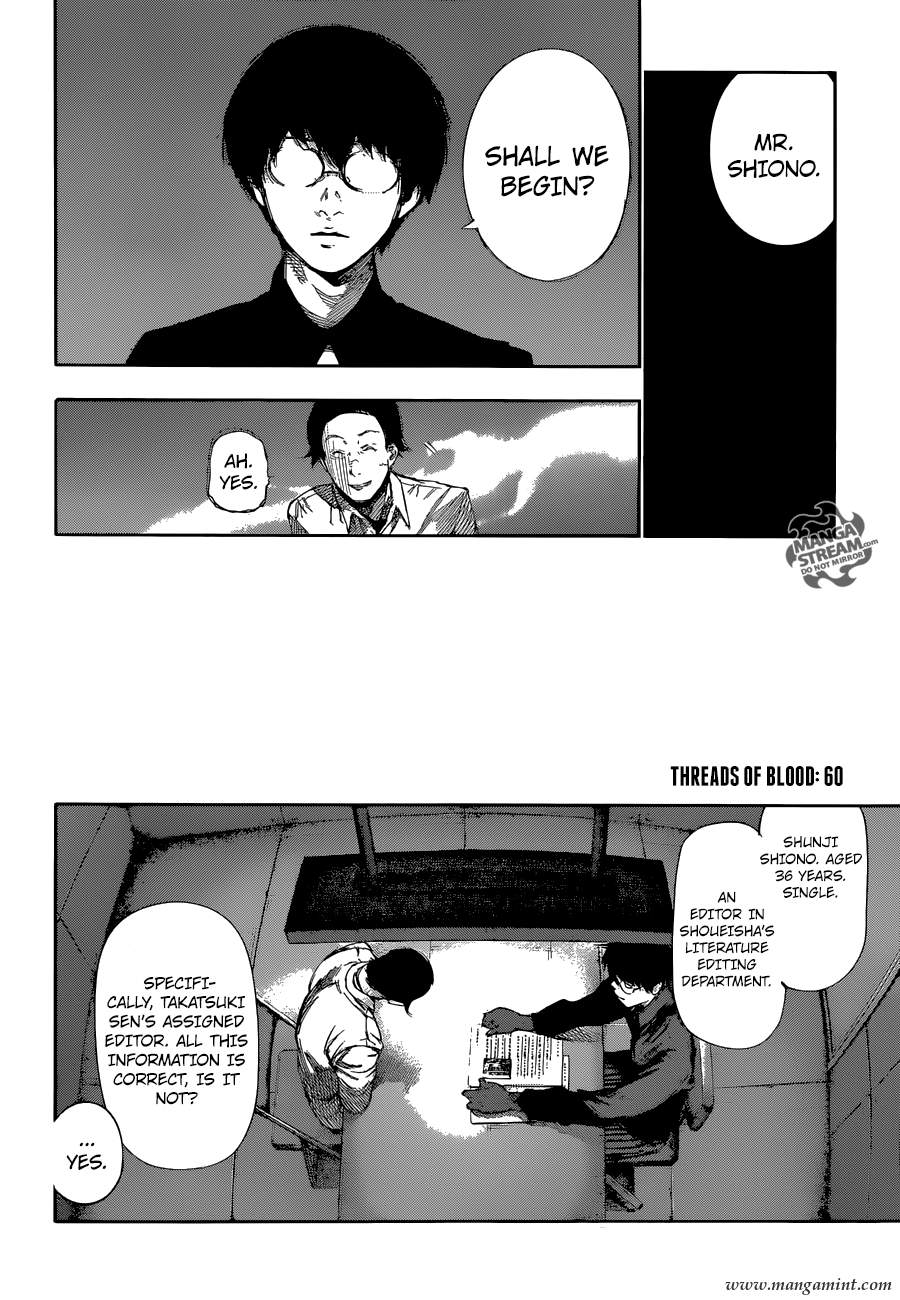 MR.
SHIONO.
SHALL WE
BEGIN?
AH.
YES.
MANGA
STREAM.com
DO NOT MIRROR
THREADS OF BLOOD: 60
SHUNJI
SHIONO. AGED
36 YEARS.
SINGLE.
AN
EDITOR IN
SHOUEISHA'S
LITERATURE
EDITING
DEPARTMENT.
SPECIFI-
CALLY, TAKATSUKI
SEN'S ASSIGNED
EDITOR. ALL THIS
INFORMATION IS
CORRECT, IS IT
NOT?
...
YES.
www.mangamint.com